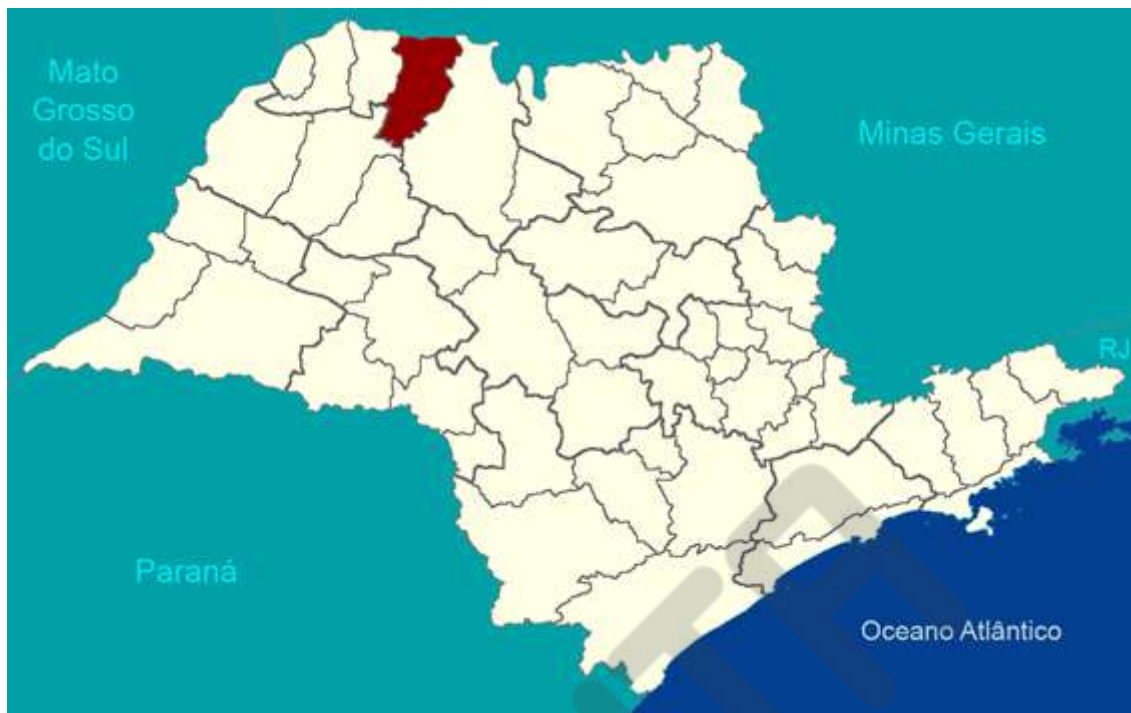 Mato
Grosso
do Sul
Minas Gerais
RJ
Paraná
Oceano Atlântico